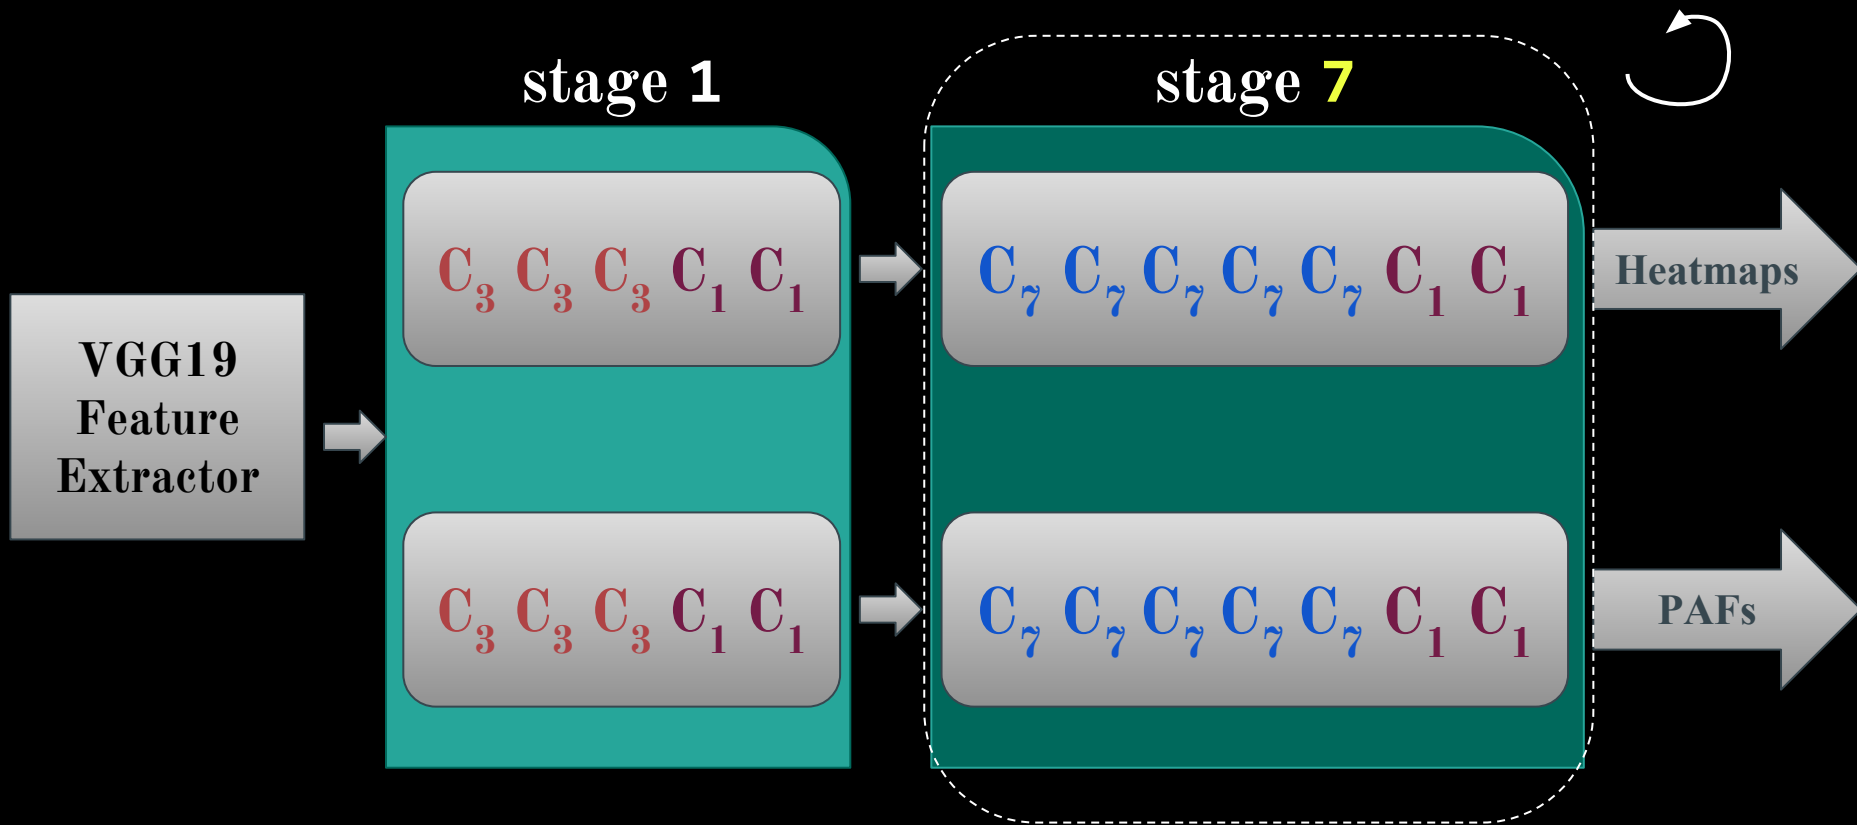 stage 1
stage 7
VGG19
Feature
Extractor
C3 C3 C3 C1 C1
C7 C7 C7 C7 C7 C1 C1
Heatmaps
C3 C3 C3 C1 C1
C7 C7 C7 C7 C7 C1 C1
PAFs